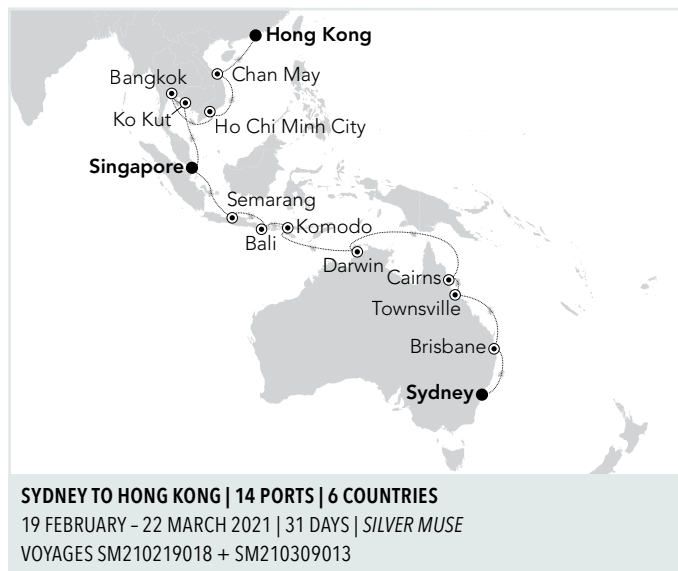 Hong Kong
Chan May
Bangkok
Ko Kut
Ho Chi Minh City
Singapore
Semarang
Bali
Komodo
Darwin
Cairns
Townsville
Brisbane
Sydney
SYDNEY TO HONG KONG | 14 PORTS | 6 COUNTRIES
19 FEBRUARY – 22 MARCH 2021 | 31 DAYS | SILVER MUSE
VOYAGES SM210219018 + SM210309013